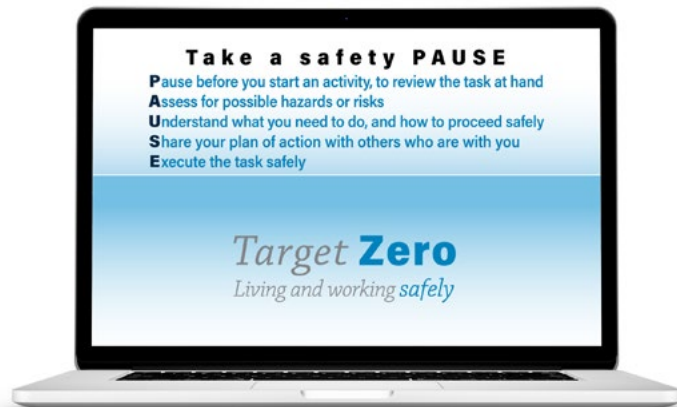 Take a safety PAUSE
Pause before you start an activity, to review the task at hand
Assess for possible hazards or risks
Understand what you need to do, and how to proceed safely
Share your plan of action with others who are with you
Execute the task safely
Target Zero
Living and working safely